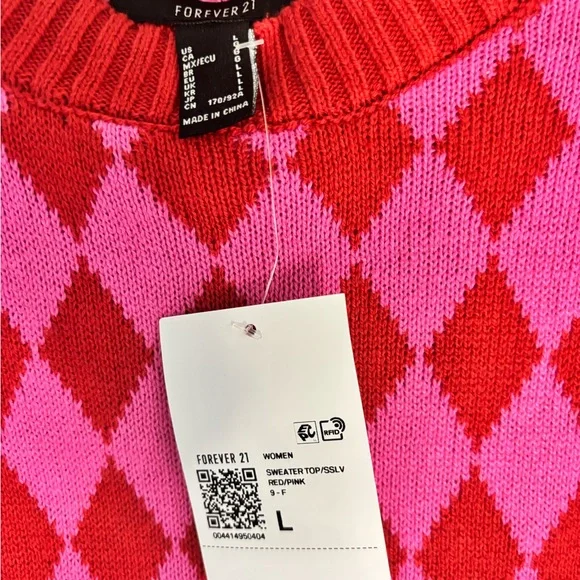 FOREVER 21
US L
CA G
MX/ECU G
BR G
EU L
UK L
KR L
JP L
CN 170/92A
MADE IN CHINA
RFID
FOREVER 21 WOMEN
SWEATER TOP/SSLV
RED/PINK
9 - F
L
004414950404